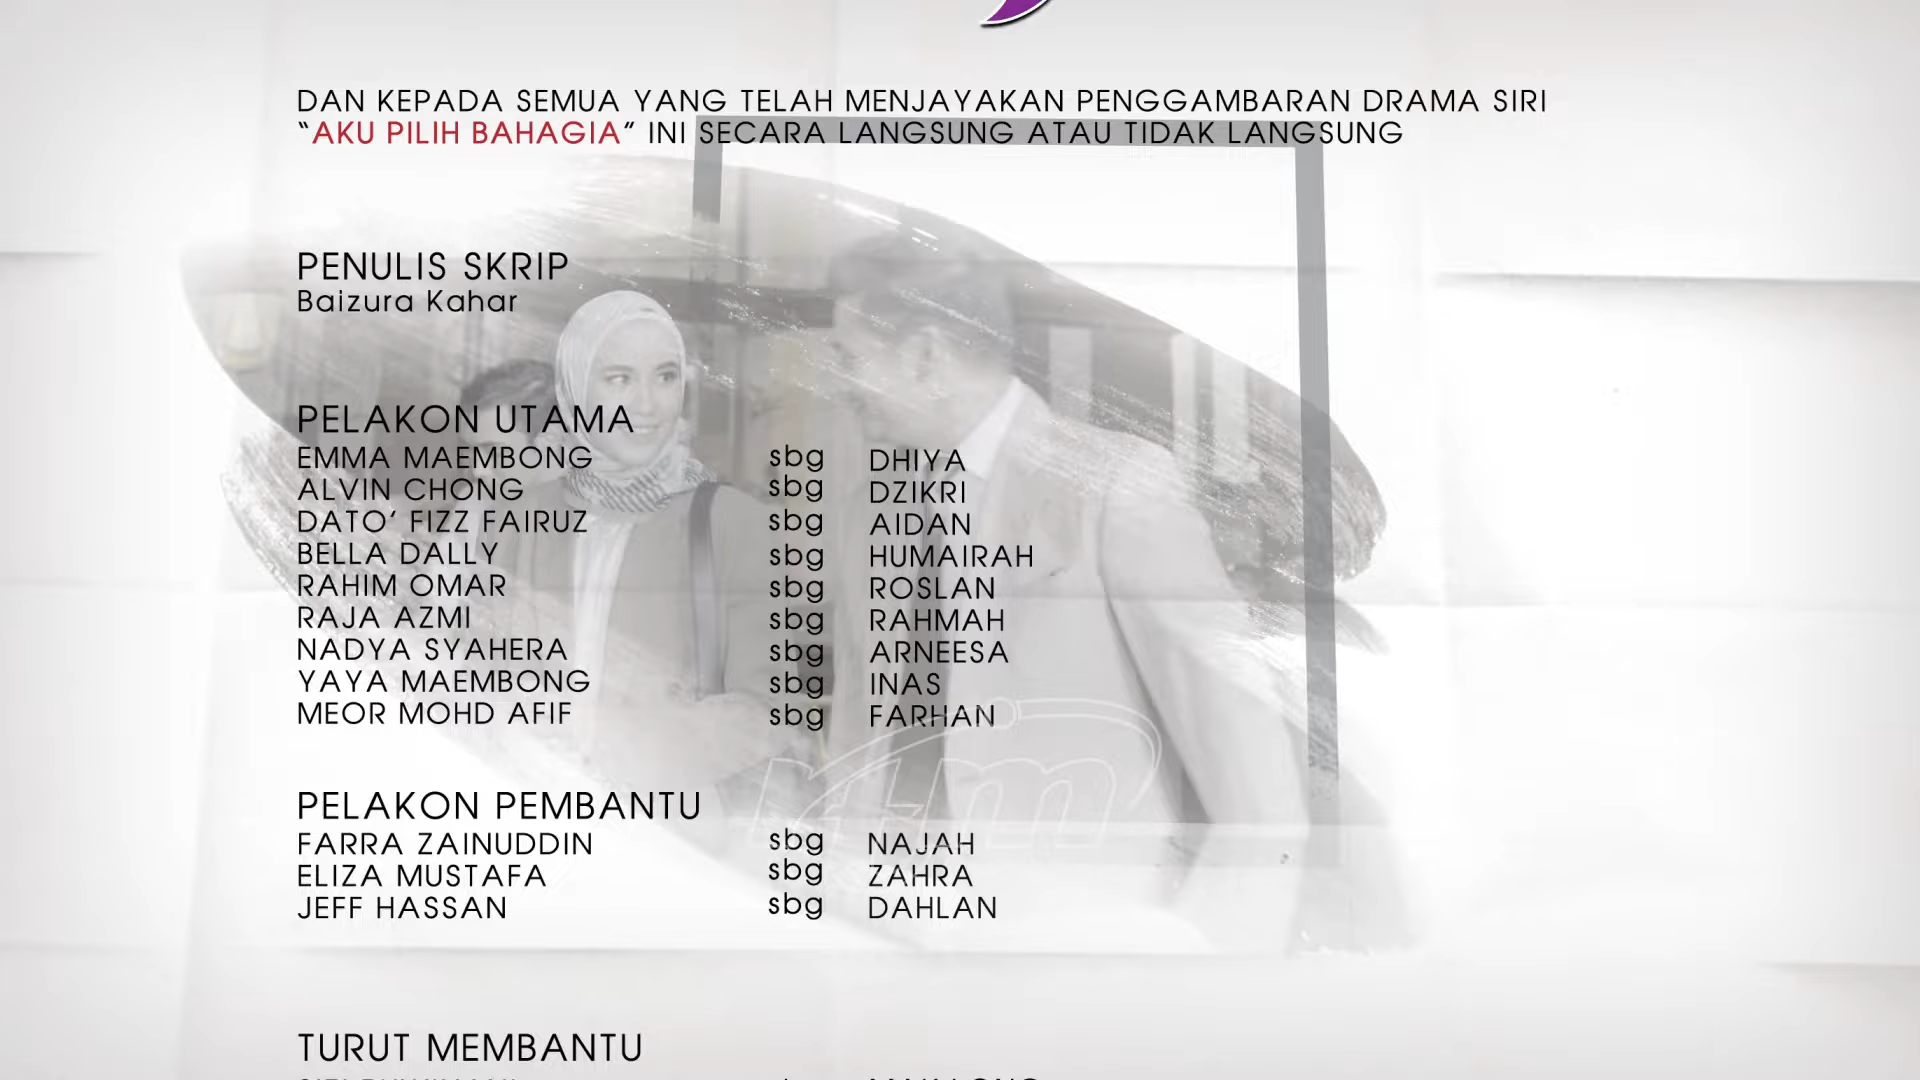 DAN KEPADA SEMUA YANG TELAH MENJAYAKAN PENGGAMBARAN DRAMA SIRI
“AKU PILIH BAHAGIA” INI SECARA LANGSUNG ATAU TIDAK LANGSUNG
PENULIS SKRIP
Baizura Kahar
PELAKON UTAMA
EMMA MAEMBONG sbg DHIYA
ALVIN CHONG sbg DZIKRI
DATO’ FIZZ FAIRUZ sbg AIDAN
BELLA DALLY sbg HUMAIRAH
RAHIM OMAR sbg ROSLAN
RAJA AZMI sbg RAHMAH
NADYA SYAHERA sbg ARNEESA
YAYA MAEMBONG sbg INAS
MEOR MOHD AFIF sbg FARHAN
PELAKON PEMBANTU
FARRA ZAINUDDIN sbg NAJAH
ELIZA MUSTAFA sbg ZAHRA
JEFF HASSAN sbg DAHLAN
TURUT MEMBANTU